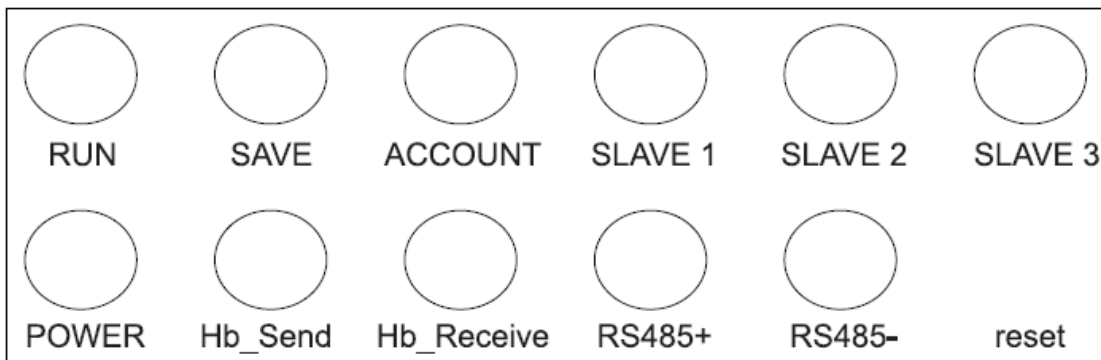 RUN SAVE ACCOUNT SLAVE 1 SLAVE 2 SLAVE 3
POWER Hb_Send Hb_Receive RS485+ RS485- reset